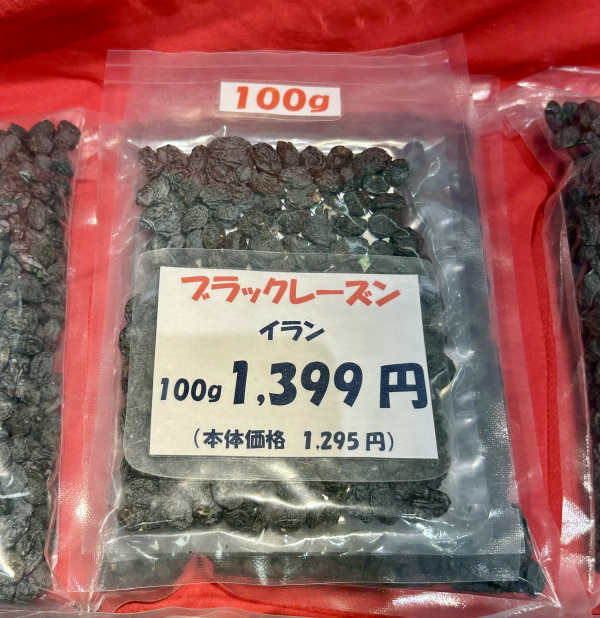 100g
ブラックレーズン
イラン
100g 1,399 円
(本体価格 1,295 円)